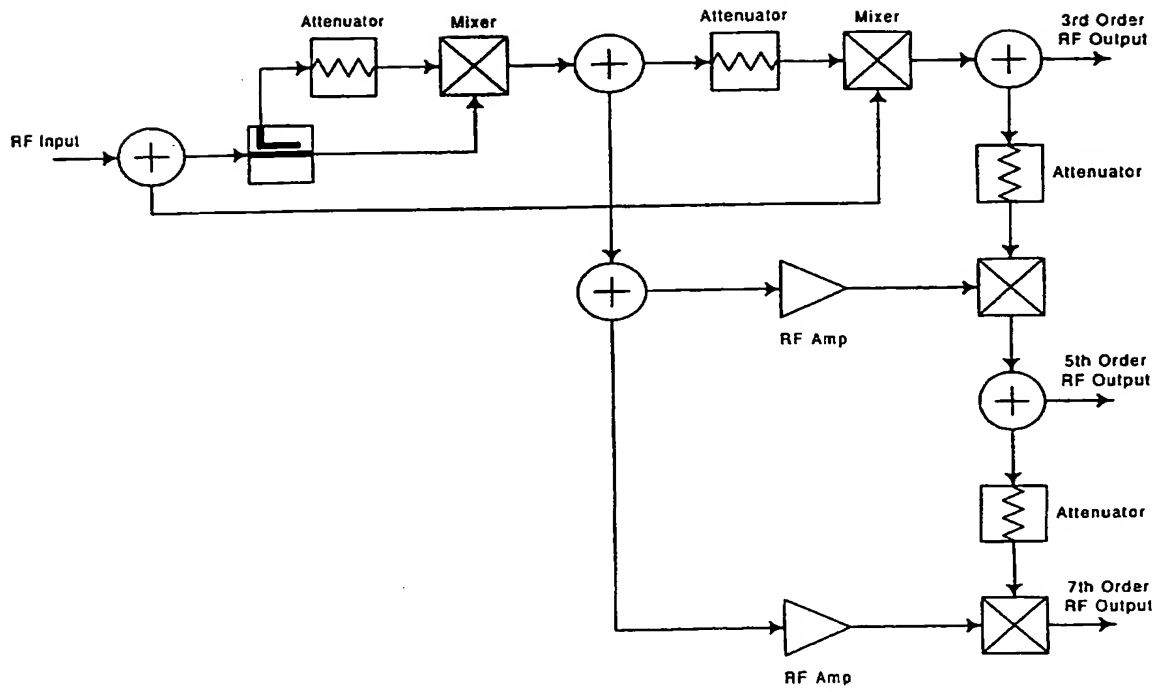 Attenuator
Mixer
Attenuator
Mixer
3rd Order
RF Output
RF Input
Attenuator
RF Amp
5th Order
RF Output
Attenuator
7th Order
RF Output
RF Amp